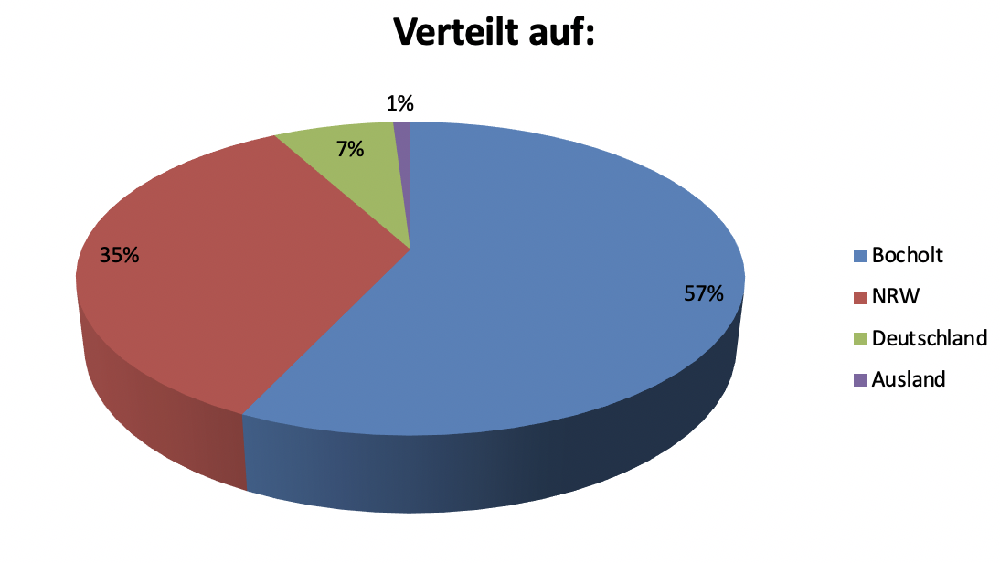 Verteilt auf:
1%
7%
35%
57%
Bocholt
NRW
Deutschland
Ausland